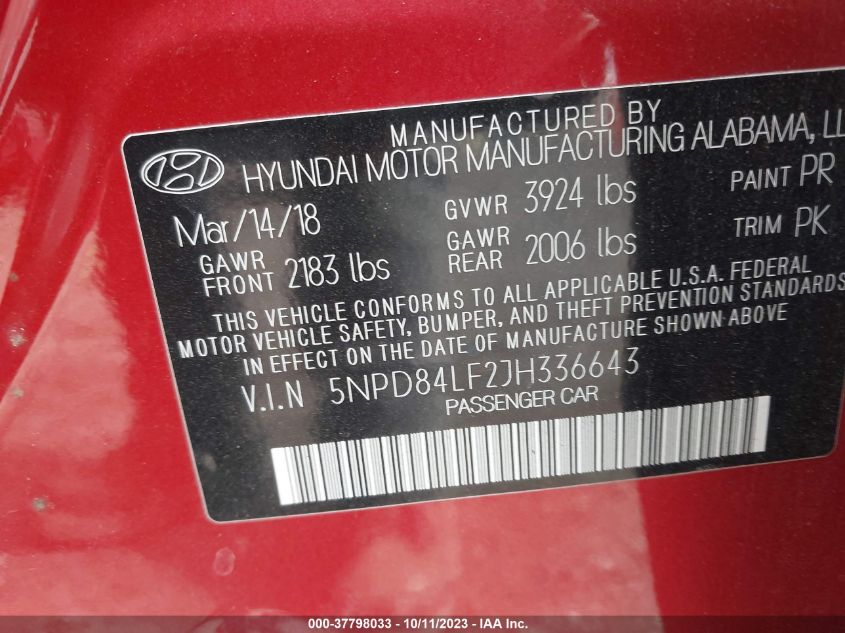 MANUFACTURED BY
HYUNDAI MOTOR MANUFACTURING ALABAMA,
Mar/14/18 GVWR 3924 lbs PAINT PR
GAWR FRONT 2183 lbs GAWR REAR 2006 lbs TRIM PK
THIS VEHICLE CONFORMS TO ALL APPLICABLE U.S.A. FEDERAL
MOTOR VEHICLE SAFETY, BUMPER, AND THEFT PREVENTION STANDARDS
IN EFFECT ON THE DATE OF MANUFACTURE SHOWN ABOVE
V.I.N 5NPD84LF2JH336643
PASSENGER CAR
000-37798033 - 10/11/2023 - IAA Inc.